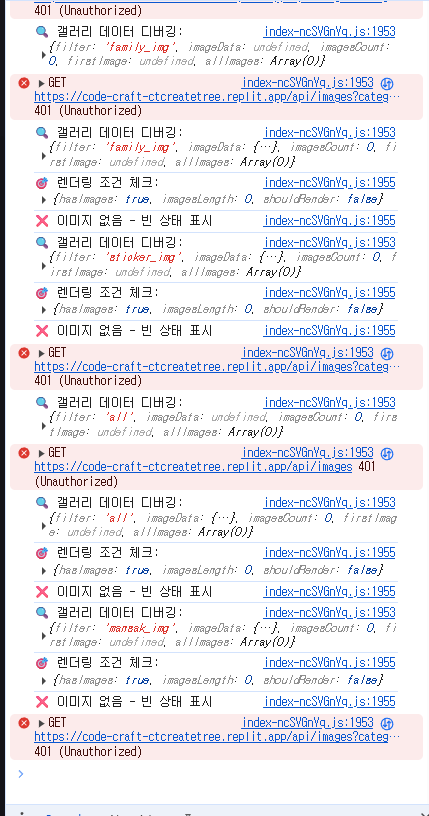 401 (Unauthorized)
🔍 갤러리 데이터 디버깅: index-ncSVGnYq.js:1953
{filter: 'family_img', imageData: undefined, imagesCount:
0, firstImage: undefined, allImages: Array(0)}
GET index-ncSVGnYq.js:1953
https://code-craft-ctcreatetree.replit.app/api/images?categ…
401 (Unauthorized)
🔍 갤러리 데이터 디버깅: index-ncSVGnYq.js:1953
{filter: 'family_img', imageData: {…}, imagesCount: 0, fi
rstImage: undefined, allImages: Array(0)}
🎯 렌더링 조건 체크: index-ncSVGnYq.js:1955
{hasImages: true, imagesLength: 0, shouldRender: false}
❌ 이미지 없음 - 빈 상태 표시 index-ncSVGnYq.js:1955
🔍 갤러리 데이터 디버깅: index-ncSVGnYq.js:1953
{filter: 'sticker_img', imageData: {…}, imagesCount: 0, f
irstImage: undefined, allImages: Array(0)}
🎯 렌더링 조건 체크: index-ncSVGnYq.js:1955
{hasImages: true, imagesLength: 0, shouldRender: false}
❌ 이미지 없음 - 빈 상태 표시 index-ncSVGnYq.js:1955
GET index-ncSVGnYq.js:1953
https://code-craft-ctcreatetree.replit.app/api/images?categ…
401 (Unauthorized)
🔍 갤러리 데이터 디버깅: index-ncSVGnYq.js:1953
{filter: 'all', imageData: undefined, imagesCount: 0, firs
tImage: undefined, allImages: Array(0)}
GET index-ncSVGnYq.js:1953
https://code-craft-ctcreatetree.replit.app/api/images 401
(Unauthorized)
🔍 갤러리 데이터 디버깅: index-ncSVGnYq.js:1953
{filter: 'all', imageData: {…}, imagesCount: 0, firstImag
e: undefined, allImages: Array(0)}
🎯 렌더링 조건 체크: index-ncSVGnYq.js:1955
{hasImages: true, imagesLength: 0, shouldRender: false}
❌ 이미지 없음 - 빈 상태 표시 index-ncSVGnYq.js:1955
🔍 갤러리 데이터 디버깅: index-ncSVGnYq.js:1953
{filter: 'mansak_img', imageData: {…}, imagesCount: 0, fi
rstImage: undefined, allImages: Array(0)}
🎯 렌더링 조건 체크: index-ncSVGnYq.js:1955
{hasImages: true, imagesLength: 0, shouldRender: false}
❌ 이미지 없음 - 빈 상태 표시 index-ncSVGnYq.js:1955
GET index-ncSVGnYq.js:1953
https://code-craft-ctcreatetree.replit.app/api/images?categ…
401 (Unauthorized)